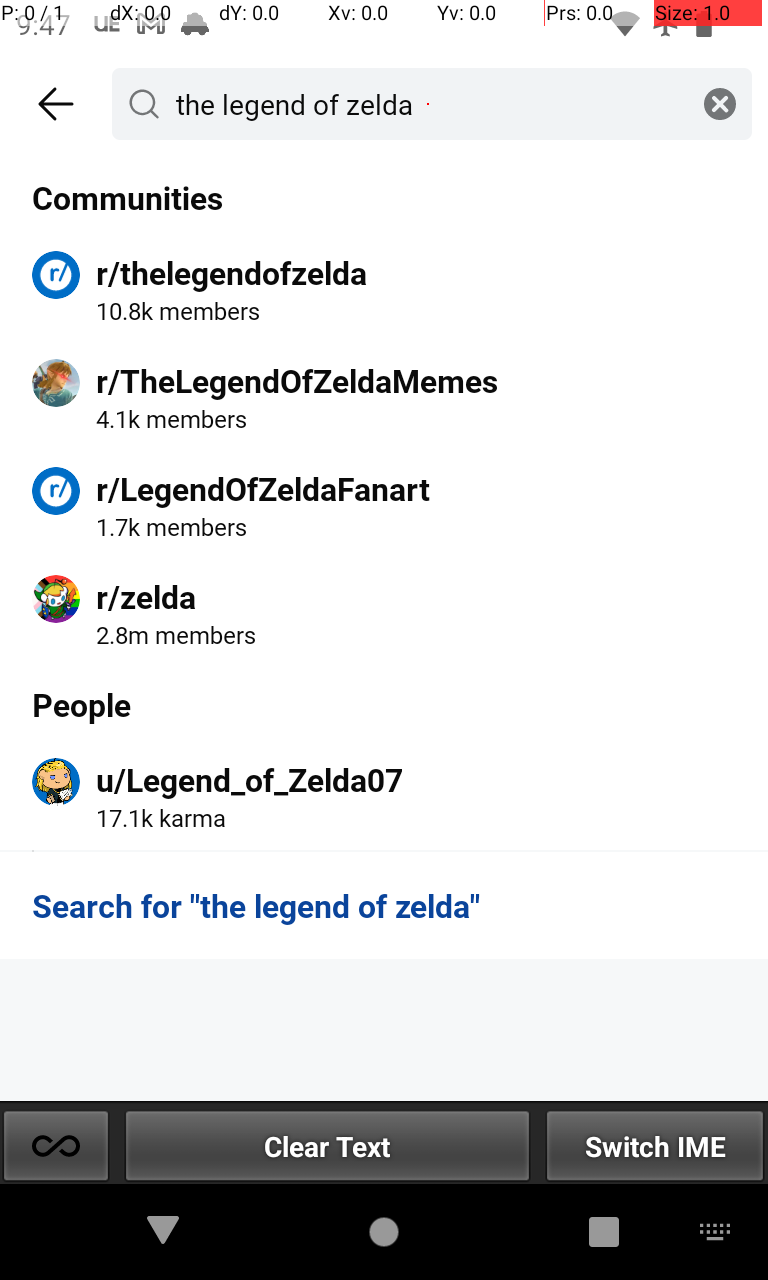 P: 0 / 1 dX: 0.0 dY: 0.0 Xv: 0.0 Yv: 0.0 Prs: 0.0 Size: 1.0
9:47 UE
the legend of zelda
Communities
r/thelegendofzelda
10.8k members
r/TheLegendOfZeldaMemes
4.1k members
r/LegendOfZeldaFanart
1.7k members
r/zelda
2.8m members
People
u/Legend_of_Zelda07
17.1k karma
Search for "the legend of zelda"
Clear Text Switch IME